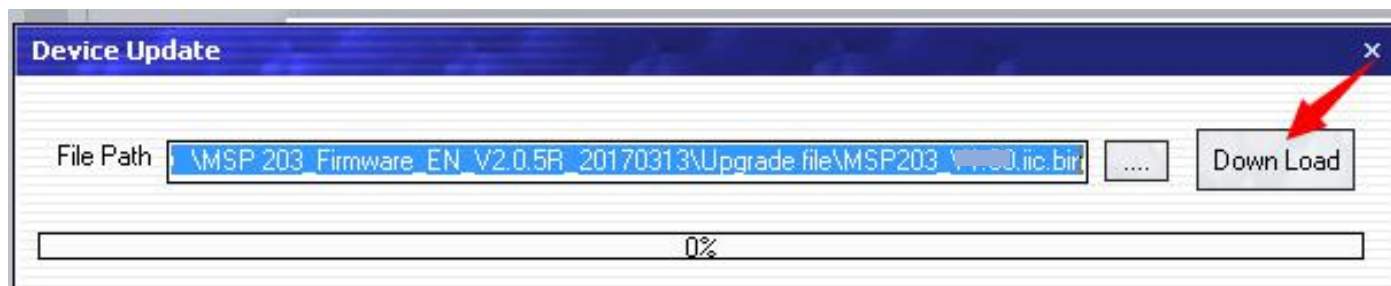 Device Update
File Path \MSP 203_Firmware_EN_V2.0.5R_20170313\Upgrade file\MSP203_ .iic.bin .... Down Load
0%